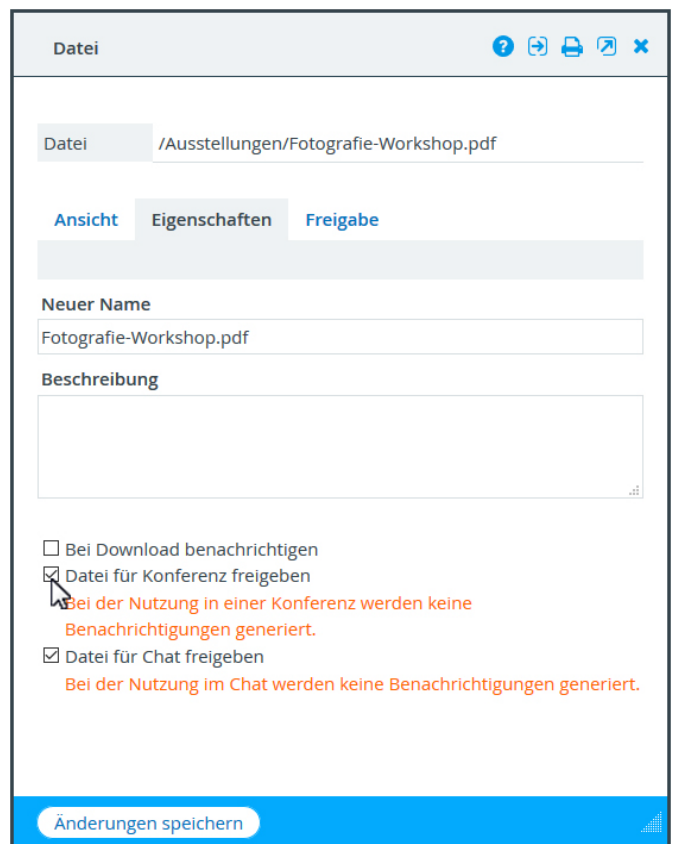 Datei
?
Datei /Ausstellungen/Fotografie-Workshop.pdf
Ansicht Eigenschaften Freigabe
Neuer Name
Fotografie-Workshop.pdf
Beschreibung
Bei Download benachrichtigen
Datei für Konferenz freigeben
Bei der Nutzung in einer Konferenz werden keine
Benachrichtigungen generiert.
Datei für Chat freigeben
Bei der Nutzung im Chat werden keine Benachrichtigungen generiert.
Änderungen speichern